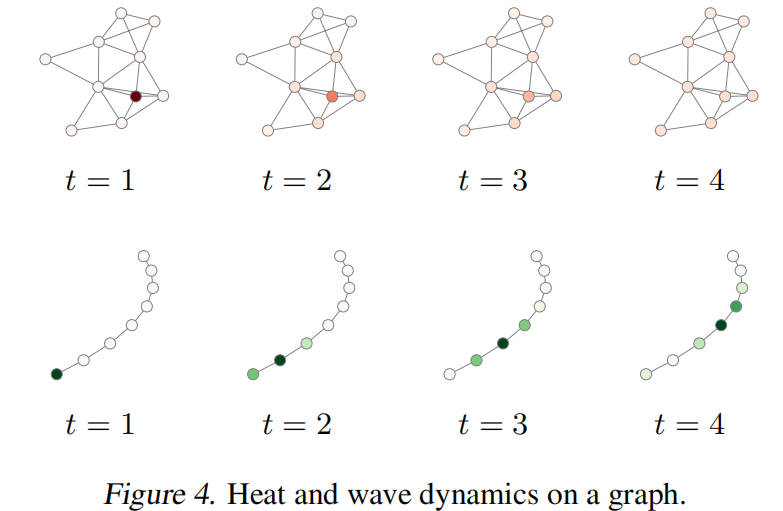 t = 1 t = 2 t = 3 t = 4
t = 1 t = 2 t = 3 t = 4
Figure 4. Heat and wave dynamics on a graph.